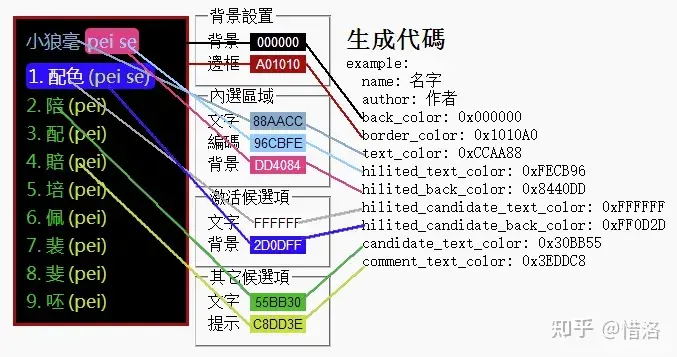 小狼毫 pei se
1. 配色 (pei se)
2. 陪 (pei)
3. 配 (pei)
4. 賠 (pei)
5. 培 (pei)
6. 佩 (pei)
7. 裴 (pei)
8. 斐 (pei)
9. 呸 (pei)
背景設置
背景 000000
邊框 A01010
內選區域
文字 88AACC
編碼 96CBFE
背景 DD4084
激活候選項
文字 FFFFFF
背景 2D0DFF
其它候選項
文字 55BB30
提示 C8DD3E
生成代碼
example:
name: 名字
author: 作者
back_color: 0x000000
border_color: 0x1010A0
text_color: 0xCCAA88
hilited_text_color: 0xFECB96
hilited_back_color: 0x8440DD
hilited_candidate_text_color: 0xFFFFFF
hilited_candidate_back_color: 0xFF0D2D
candidate_text_color: 0x30BB55
comment_text_color: 0x3EDDC8
知乎 @惜洛